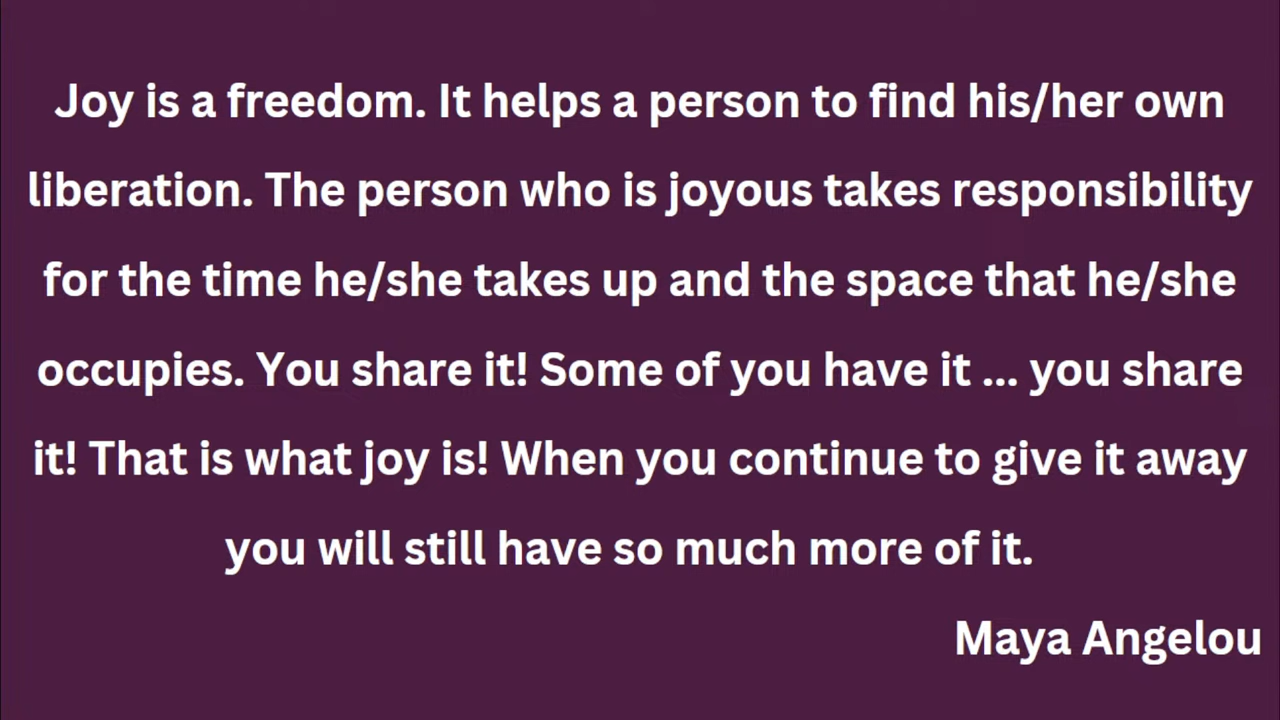 Joy is a freedom. It helps a person to find his/her own
liberation. The person who is joyous takes responsibility
for the time he/she takes up and the space that he/she
occupies. You share it! Some of you have it ... you share
it! That is what joy is! When you continue to give it away
you will still have so much more of it.
Maya Angelou